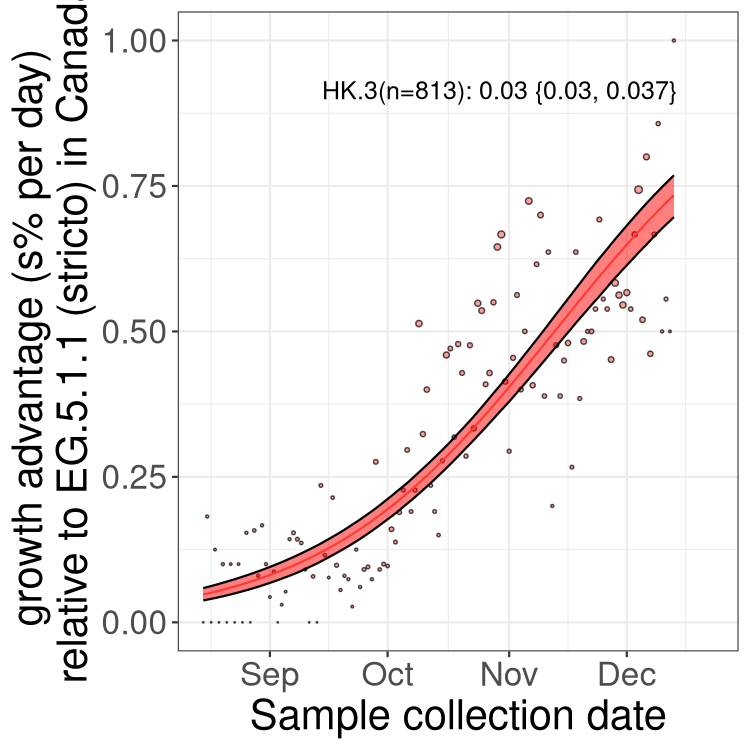 growth advantage (s% per day)
relative to EG.5.1.1 (stricto) in Canada
1.00
0.75
0.50
0.25
0.00
HK.3(n=813): 0.03 {0.03, 0.037}
Sep Oct Nov Dec
Sample collection date